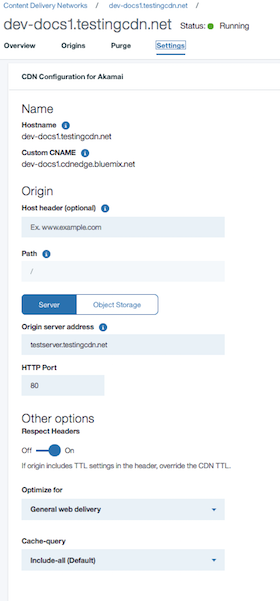 Content Delivery Networks / dev-docs1.testingcdn.net /
dev-docs1.testingcdn.net Status: Running
Overview Origins Purge Settings
CDN Configuration for Akamai
Name
Hostname
dev-docs1.testingcdn.net
Custom CNAME
dev-docs1.cdnedge.bluemix.net
Origin
Host header (optional)
Ex. www.example.com
Path
/
Server Object Storage
Origin server address
testserver.testingcdn.net
HTTP Port
80
Other options
Respect Headers
Off On
If origin includes TTL settings in the header, override the CDN TTL.
Optimize for
General web delivery
Cache-query
Include-all (Default)